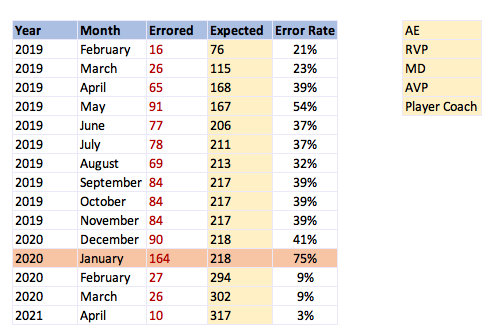 Year Month Errored Expected Error Rate
2019 February 16 76 21%
2019 March 26 115 23%
2019 April 65 168 39%
2019 May 91 167 54%
2019 June 77 206 37%
2019 July 78 211 37%
2019 August 69 213 32%
2019 September 84 217 39%
2019 October 84 217 39%
2019 November 84 217 39%
2020 December 90 218 41%
2020 January 164 218 75%
2020 February 27 294 9%
2020 March 26 302 9%
2021 April 10 317 3%
AE
RVP
MD
AVP
Player Coach